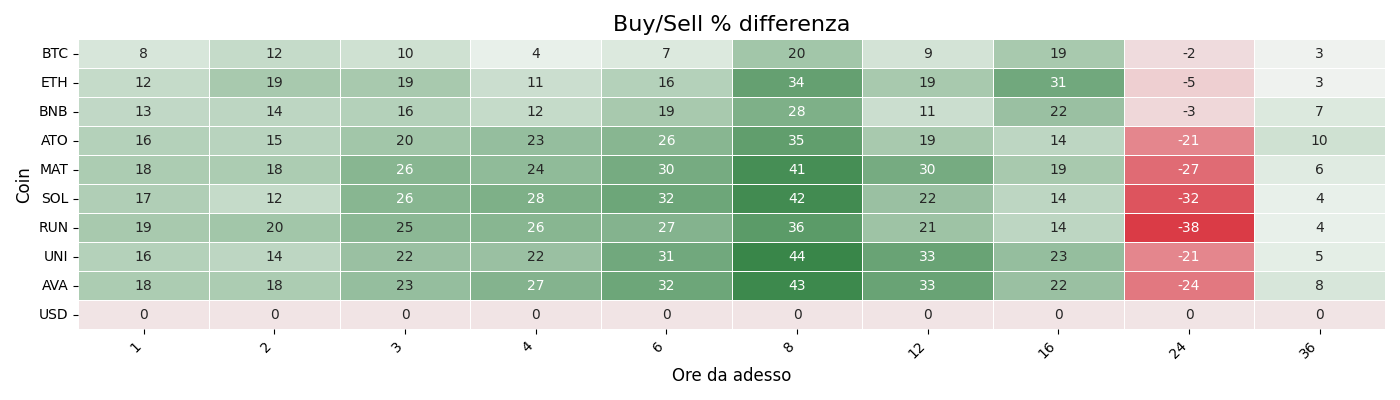 Buy/Sell % differenza
Coin
BTC 8 12 10 4 7 20 9 19 -2 3
ETH 12 19 19 11 16 34 19 31 -5 3
BNB 13 14 16 12 19 28 11 22 -3 7
ATO 16 15 20 23 26 35 19 14 -21 10
MAT 18 18 26 24 30 41 30 19 -27 6
SOL 17 12 26 28 32 42 22 14 -32 4
RUN 19 20 25 26 27 36 21 14 -38 4
UNI 16 14 22 22 31 44 33 23 -21 5
AVA 18 18 23 27 32 43 33 22 -24 8
USD 0 0 0 0 0 0 0 0 0 0
1 2 3 4 6 8 12 16 24 36
Ore da adesso